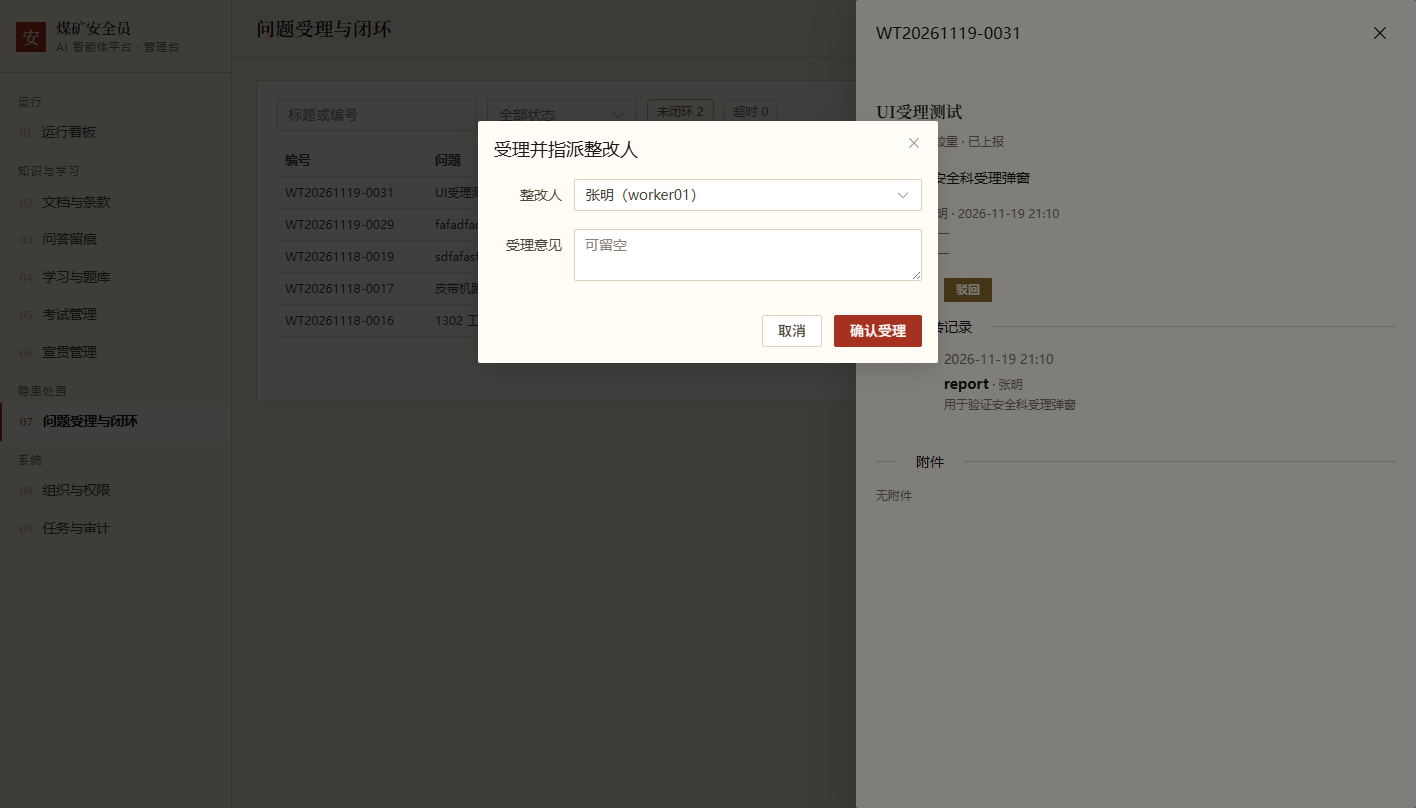 安
煤矿安全员
AI 智能体平台 · 管理台
运行
01 运行看板
知识与学习
02 文档与条款
03 问答留痕
04 学习与题库
05 考试管理
06 宣贯管理
隐患处置
07 问题受理与闭环
系统
08 组织与权限
09 任务与审计
问题受理与闭环
标题或编号
全部状态
未闭环 2
超时 0
编号 问题
WT20261119-0031 UI受理
WT20261119-0029 fafadfad
WT20261118-0019 sdfafasf
WT20261118-0017 皮带机
WT20261118-0016 1302 工
受理并指派整改人
整改人 张明（worker01）
受理意见 可留空
取消 确认受理
WT20261119-0031
UI受理测试
重 · 已上报
安全科受理弹窗
明 · 2026-11-19 21:10
—
—
驳回
记录
2026-11-19 21:10
report · 张明
用于验证安全科受理弹窗
附件
无附件